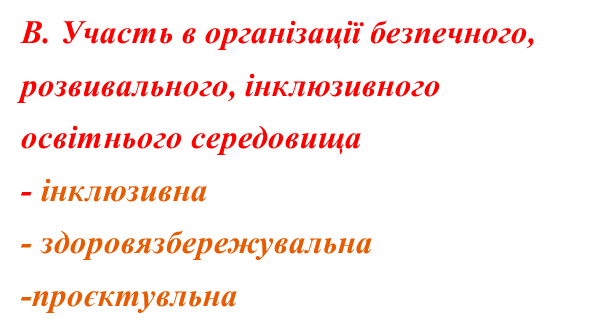 В. Участь в організації безпечного,
розвивального, інклюзивного
освітнього середовища
- інклюзивна
- здоровязбережувальна
-проєктувльна